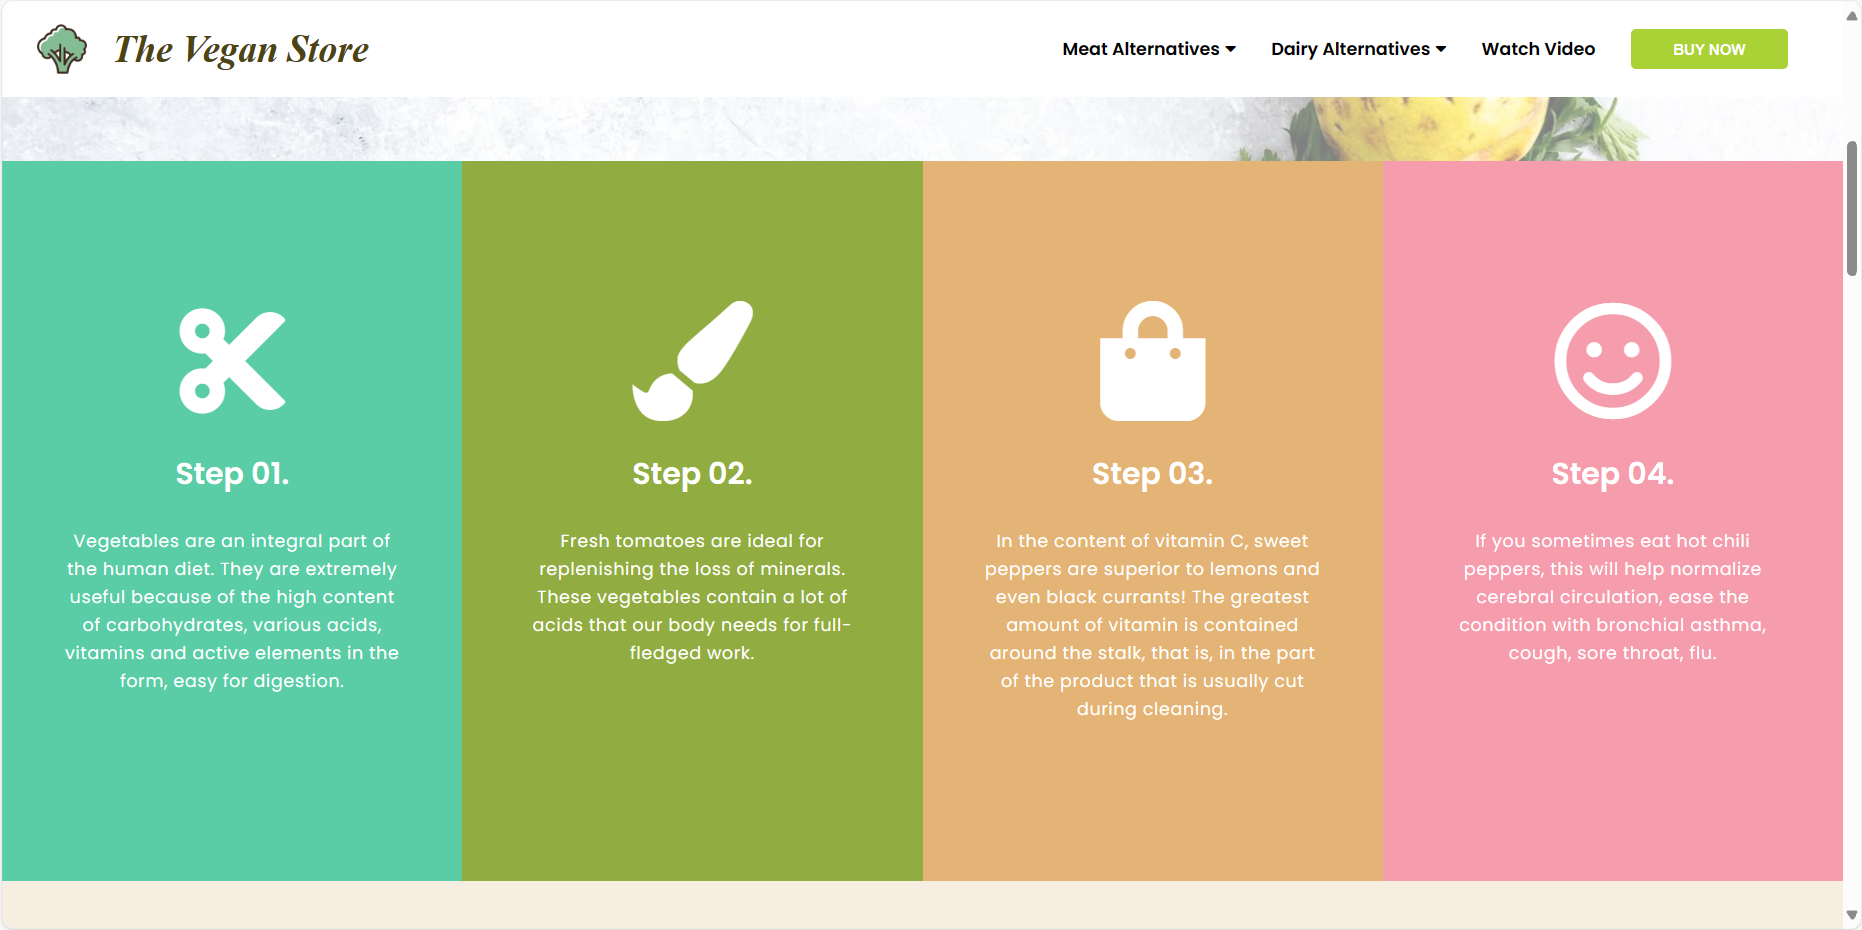 The Vegan Store
Meat Alternatives
Dairy Alternatives
Watch Video
BUY NOW
Step 01.
Vegetables are an integral part of
the human diet. They are extremely
useful because of the high content
of carbohydrates, various acids,
vitamins and active elements in the
form, easy for digestion.
Step 02.
Fresh tomatoes are ideal for
replenishing the loss of minerals.
These vegetables contain a lot of
acids that our body needs for full-
fledged work.
Step 03.
In the content of vitamin C, sweet
peppers are superior to lemons and
even black currants! The greatest
amount of vitamin is contained
around the stalk, that is, in the part
of the product that is usually cut
during cleaning.
Step 04.
If you sometimes eat hot chili
peppers, this will help normalize
cerebral circulation, ease the
condition with bronchial asthma,
cough, sore throat, flu.